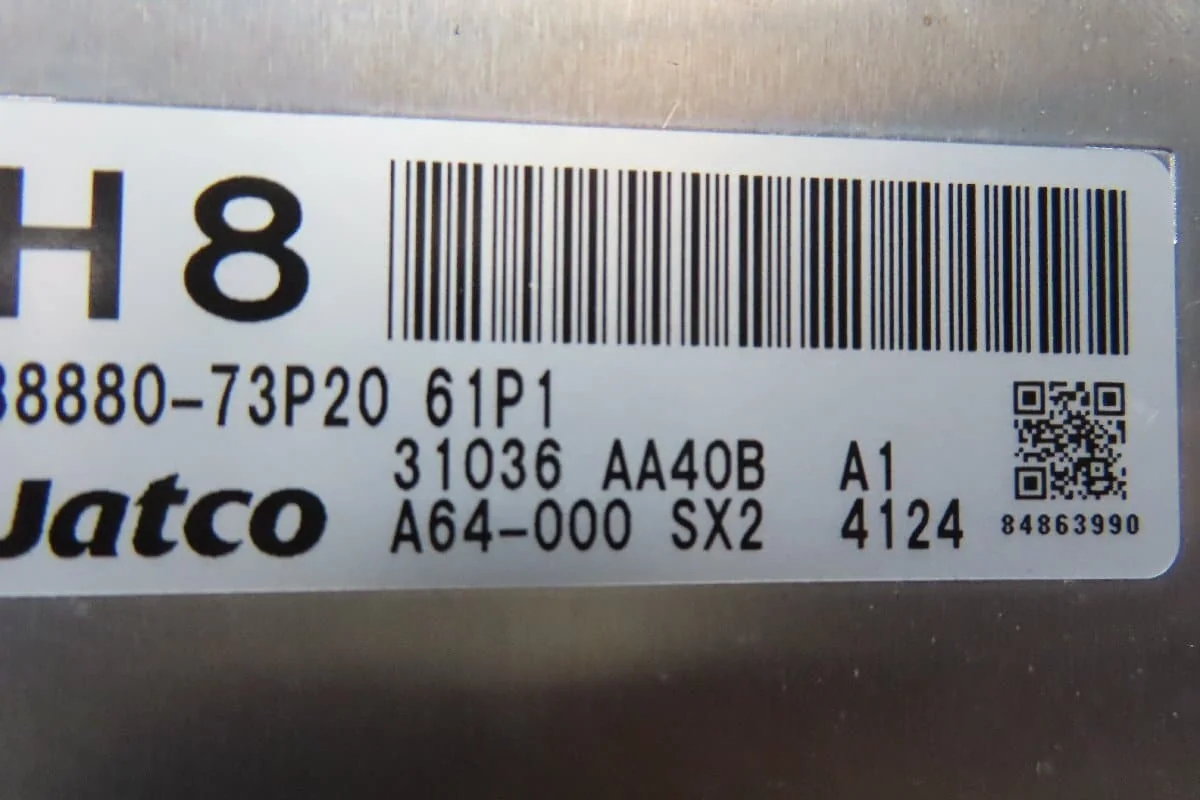 H8
38880-73P20 61P1
31036 AA40B A1
Jatco A64-000 SX2 4124
84863990